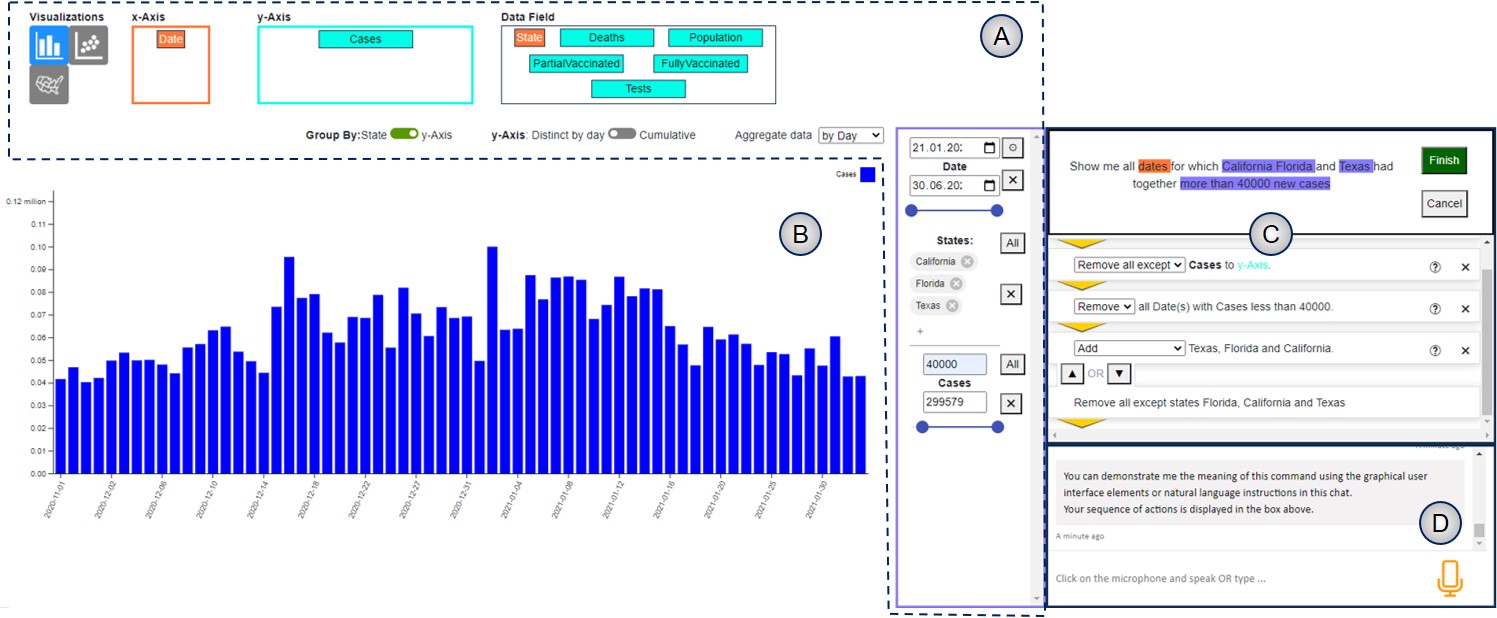 Visualizations
x-Axis
y-Axis
Data Field
Date
Cases
State
Deaths
Population
PartialVaccinated
FullyVaccinated
Tests
A
Group By:State
y-Axis
y-Axis: Distinct by day
Cumulative
Aggregate data
by Day
Cases
0.12 million
0.11
0.10
0.09
0.08
0.07
0.06
0.05
0.04
0.03
0.02
0.01
0.00
2020-11-01
2020-12-02
2020-12-06
2020-12-10
2020-12-14
2020-12-18
2020-12-22
2020-12-27
2020-12-31
2021-01-04
2021-01-08
2021-01-12
2021-01-16
2021-01-20
2021-01-25
2021-01-30
B
21.01.20
Date
30.06.20
States:
All
California
Florida
Texas
+
40000
All
Cases
299579
Show me all dates for which California Florida and Texas had
together more than 40000 new cases
Finish
Cancel
C
Remove all except Cases to y-Axis.
Remove all Date(s) with Cases less than 40000.
Add Texas, Florida and California.
OR
Remove all except states Florida, California and Texas
You can demonstrate me the meaning of this command using the graphical user
interface elements or natural language instructions in this chat.
Your sequence of actions is displayed in the box above.
A minute ago
D
Click on the microphone and speak OR type ...